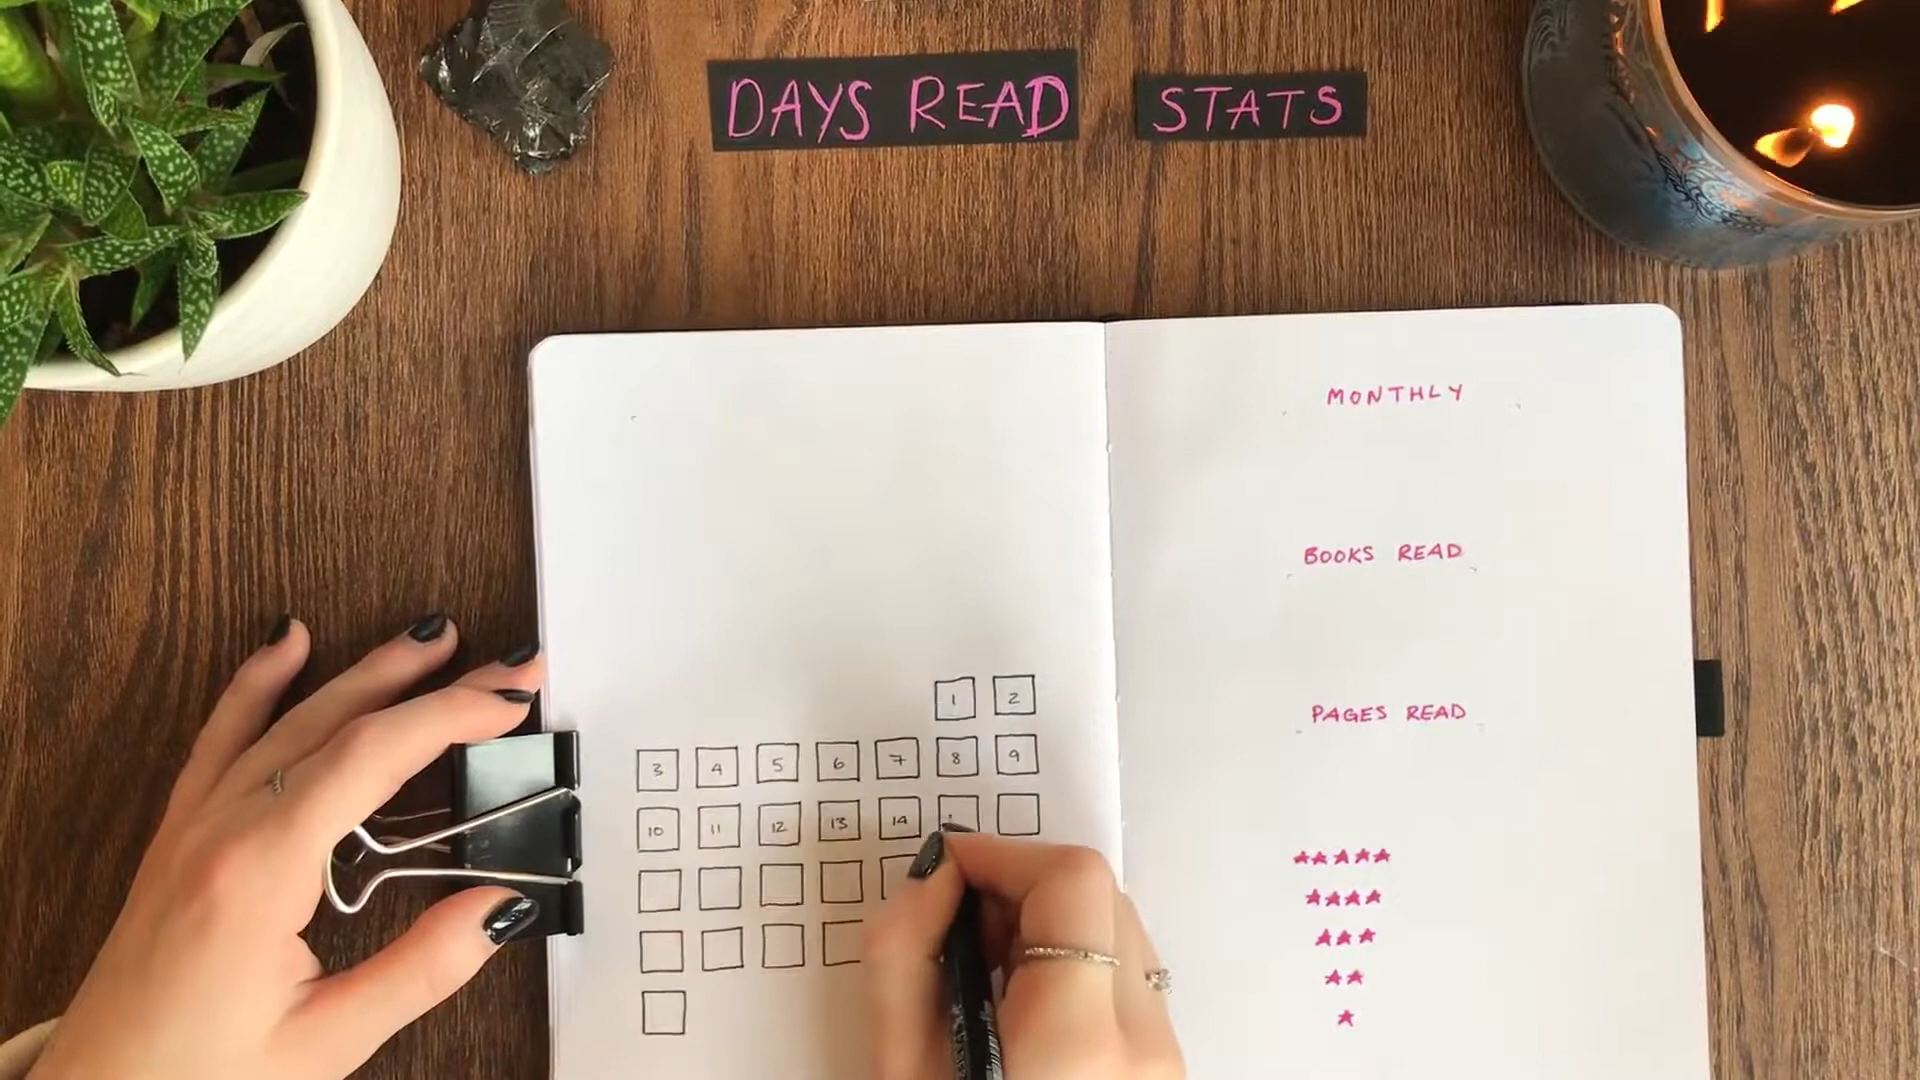 DAYS READ
STATS
1 2
3 4 5 6 7 8 9
10 11 12 13 14
MONTHLY
BOOKS READ
PAGES READ
★★★★★
★★★★
★★★
★★
★